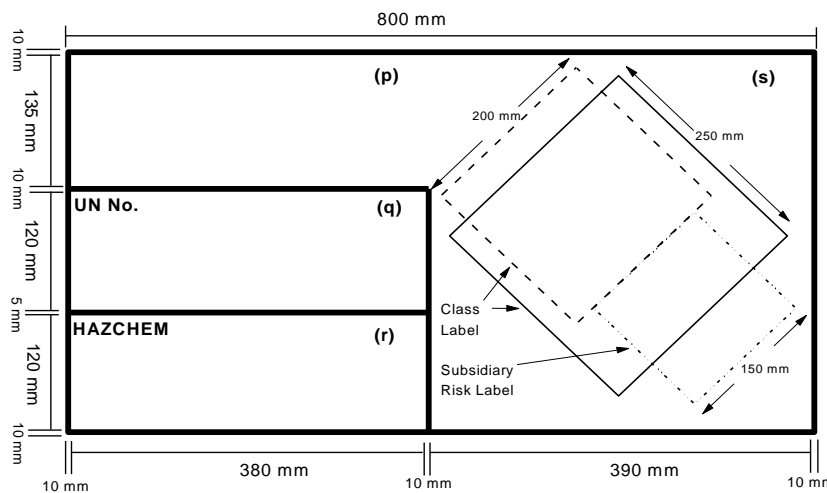 800 mm
10 mm
(p)
(s)
135 mm
200 mm
250 mm
10 mm
UN No.
(q)
120 mm
5 mm
Class
Label
HAZCHEM
(r)
120 mm
Subsidiary
Risk Label
150 mm
10 mm
380 mm
390 mm
10 mm
10 mm
10 mm